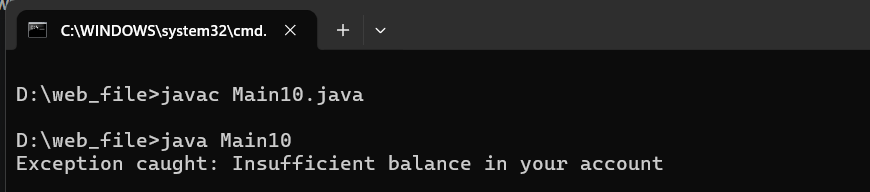 C:\WINDOWS\system32\cmd.
D:\web_file>javac Main10.java
D:\web_file>java Main10
Exception caught: Insufficient balance in your account